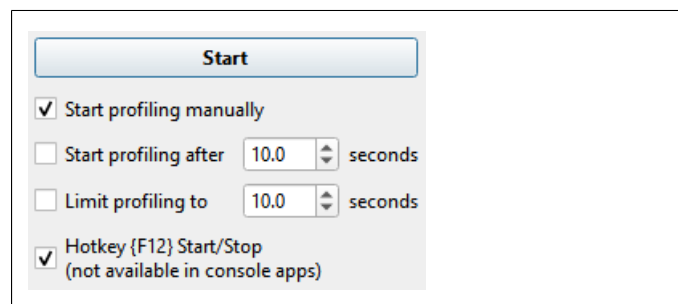 Start
Start profiling manually
Start profiling after 10.0 seconds
Limit profiling to 10.0 seconds
Hotkey {F12} Start/Stop
(not available in console apps)